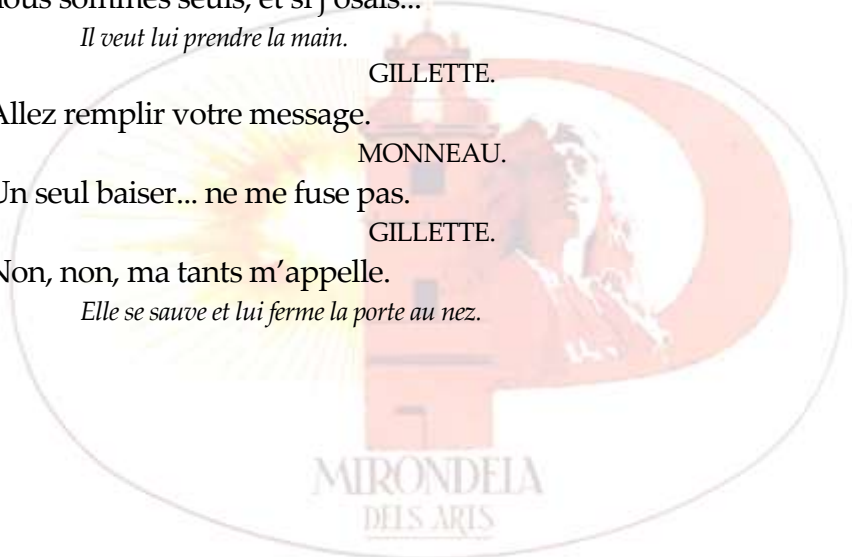 nous sommes seuls, et si j'osais...
Il veut lui prendre la main.
GILLETTE.
Allez remplir votre message.
MONNEAU.
Un seul baiser... ne me fuse pas.
GILLETTE.
Non, non, ma tants m'appelle.
Elle se sauve et lui ferme la porte au nez.
MIRONDELA
DELS ARTS